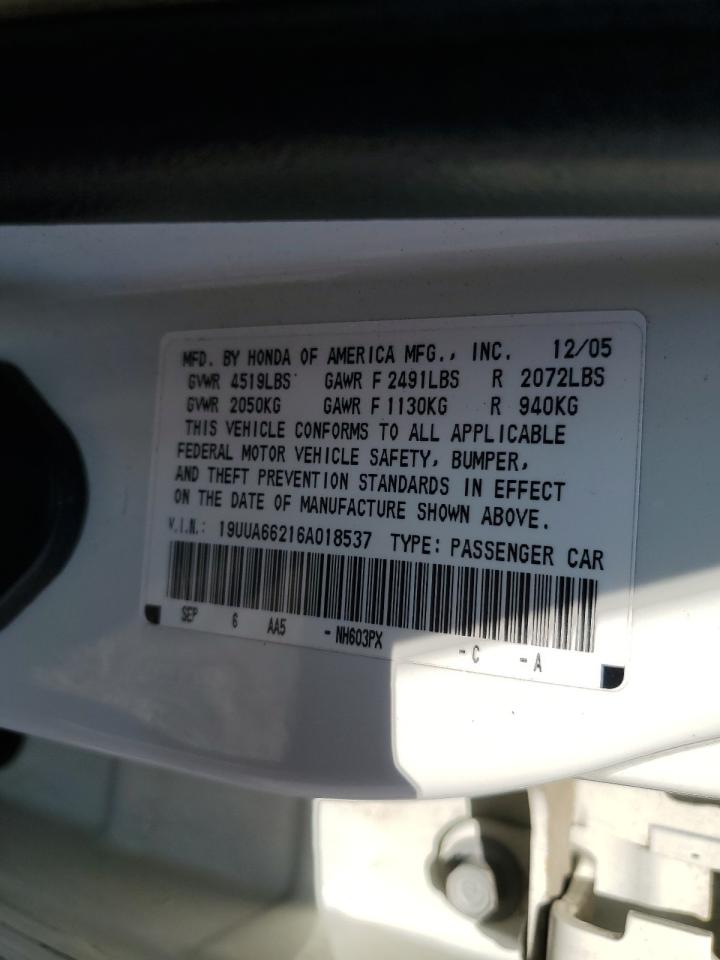 MFD. BY HONDA OF AMERICA MFG., INC. 12/05
GVWR 4519LBS GAWR F 2491LBS R 2072LBS
GVWR 2050KG GAWR F 1130KG R 940KG
THIS VEHICLE CONFORMS TO ALL APPLICABLE
FEDERAL MOTOR VEHICLE SAFETY, BUMPER,
AND THEFT PREVENTION STANDARDS IN EFFECT
ON THE DATE OF MANUFACTURE SHOWN ABOVE.
V.I.N.: 19UUA66216A018537 TYPE: PASSENGER CAR
SEP 6 AA5 -NH603PX -C -A